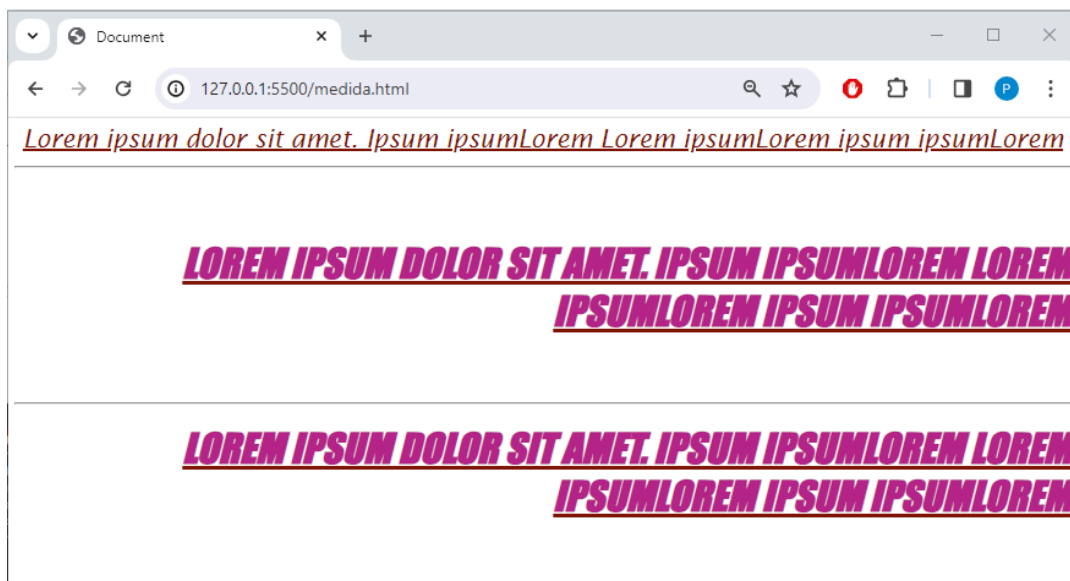 Document
127.0.0.1:5500/medida.html
P
Lorem ipsum dolor sit amet. Ipsum ipsumLorem Lorem ipsumLorem ipsum ipsumLorem
LOREM IPSUM DOLOR SIT AMET. IPSUM IPSUMLOREM LOREM
IPSUMLOREM IPSUM IPSUMLOREM
LOREM IPSUM DOLOR SIT AMET. IPSUM IPSUMLOREM LOREM
IPSUMLOREM IPSUM IPSUMLOREM